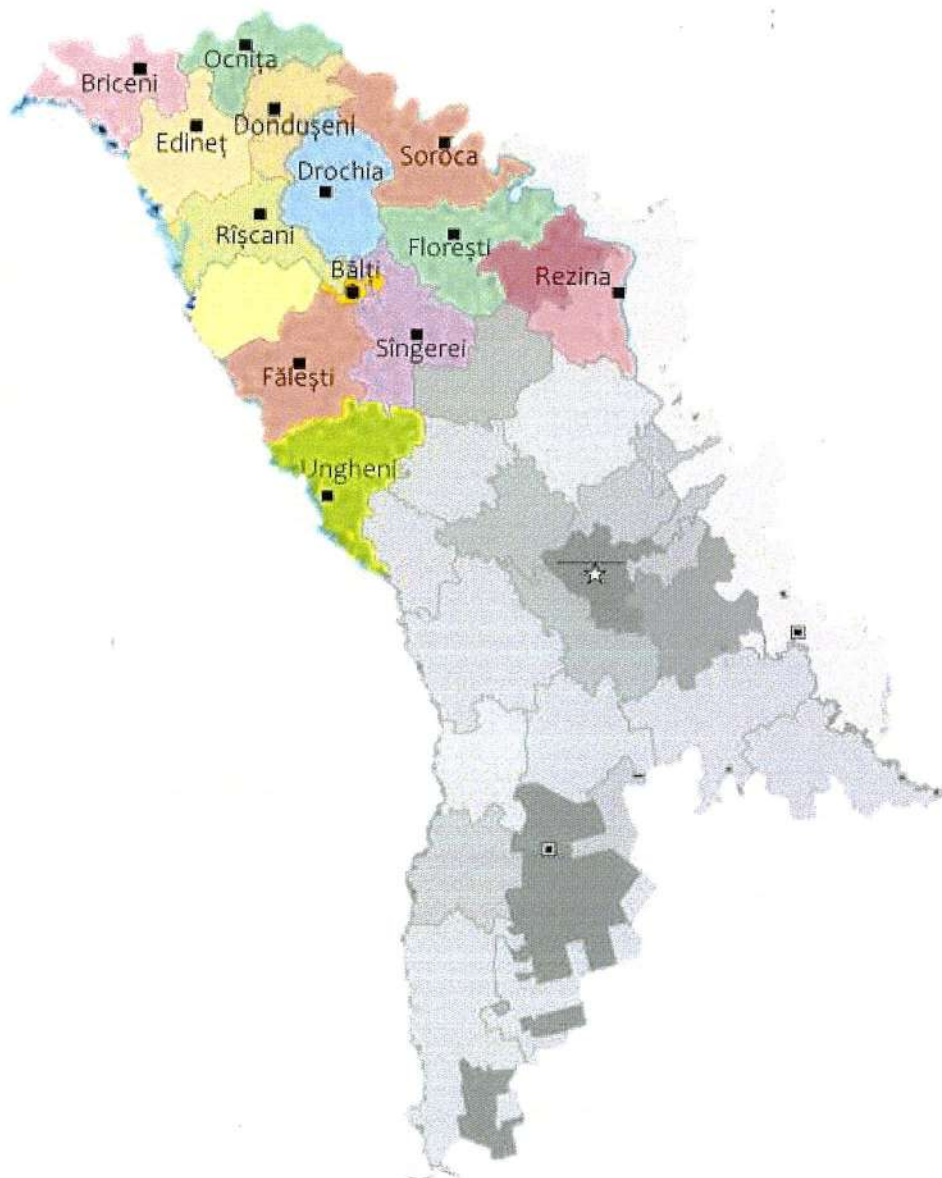 Ocnița
Briceni
Edineț
Dondușeni
Soroca
Drochia
Rîșcani
Florești
Bălți
Rezina
Sîngerei
Fălești
Ungheni